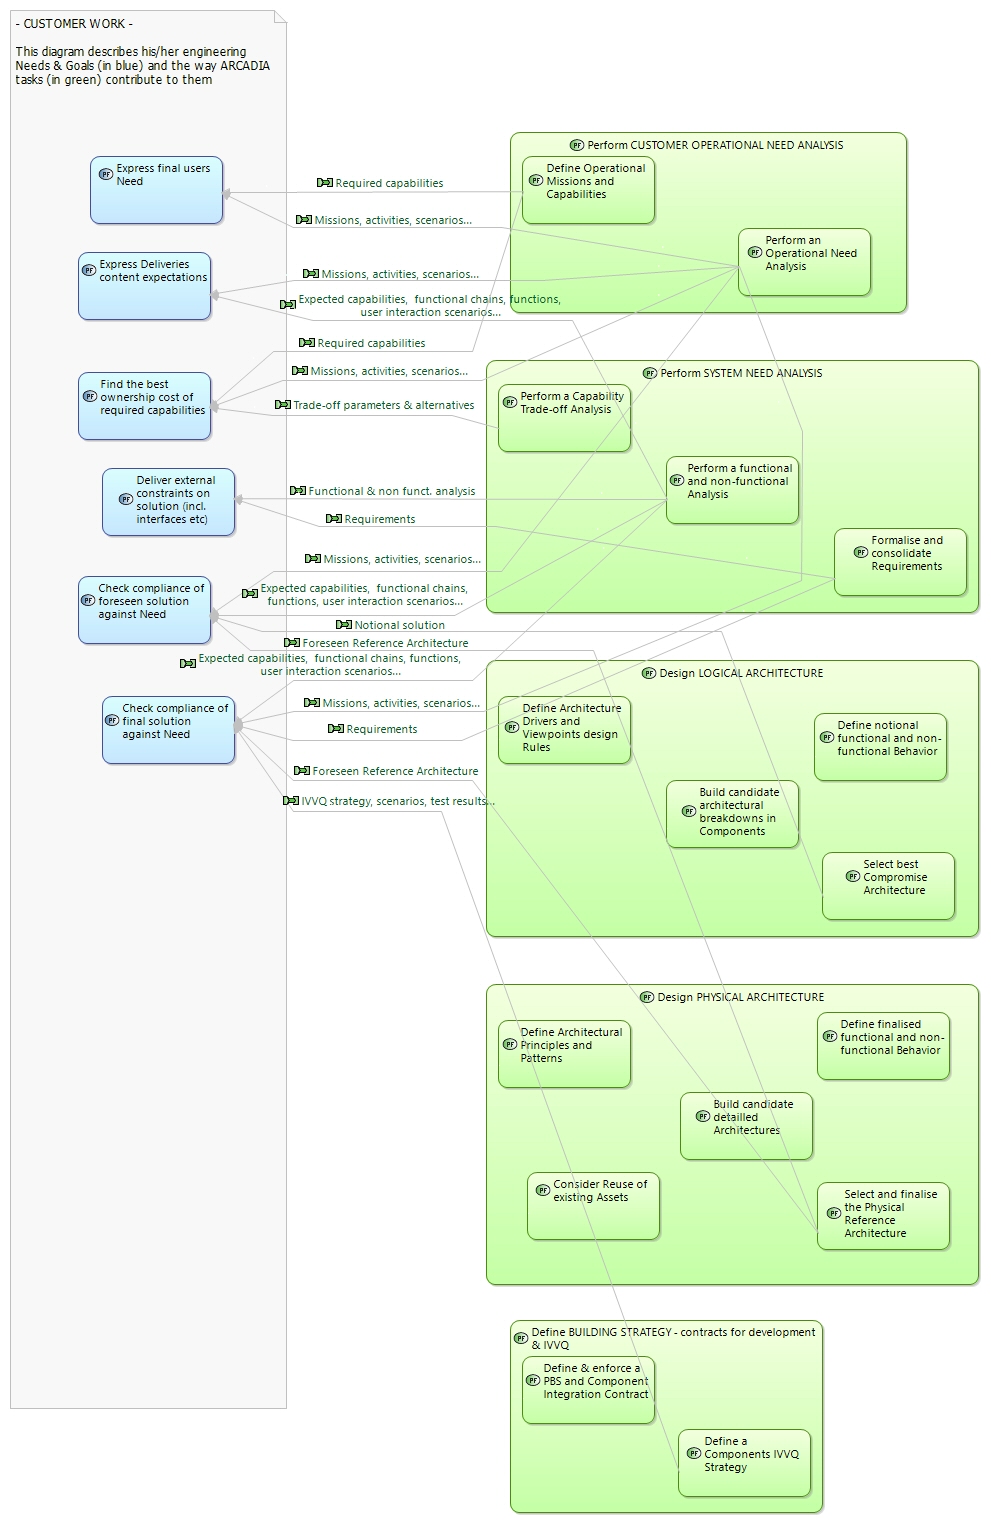 - CUSTOMER WORK -
This diagram describes his/her engineering
Needs & Goals (in blue) and the way ARCADIA
tasks (in green) contribute to them
PF Express final users
Need
PF Express Deliveries
content expectations
PF Find the best
ownership cost of
required capabilities
PF Deliver external
constraints on
solution (incl.
interfaces etc)
PF Check compliance of
foreseen solution
against Need
PF Check compliance of
final solution
against Need
Required capabilities
Missions, activities, scenarios...
Missions, activities, scenarios...
Expected capabilities, functional chains, functions,
user interaction scenarios...
Required capabilities
Missions, activities, scenarios...
Trade-off parameters & alternatives
Functional & non funct. analysis
Requirements
Missions, activities, scenarios...
Expected capabilities, functional chains,
functions, user interaction scenarios...
Notional solution
Foreseen Reference Architecture
Expected capabilities, functional chains, functions,
user interaction scenarios...
Missions, activities, scenarios...
Requirements
Foreseen Reference Architecture
IVVQ strategy, scenarios, test results...
PF Perform CUSTOMER OPERATIONAL NEED ANALYSIS
PF Define Operational
Missions and
Capabilities
PF Perform an
Operational Need
Analysis
PF Perform SYSTEM NEED ANALYSIS
PF Perform a Capability
Trade-off Analysis
PF Perform a functional
and non-functional
Analysis
PF Formalise and
consolidate
Requirements
PF Design LOGICAL ARCHITECTURE
PF Define Architecture
Drivers and
Viewpoints design
Rules
PF Define notional
functional and non-
functional Behavior
PF Build candidate
architectural
breakdowns in
Components
PF Select best
Compromise
Architecture
PF Design PHYSICAL ARCHITECTURE
PF Define Architectural
Principles and
Patterns
PF Define finalised
functional and non-
functional Behavior
PF Build candidate
detailled
Architectures
PF Consider Reuse of
existing Assets
PF Select and finalise
the Physical
Reference
Architecture
PF Define BUILDING STRATEGY - contracts for development
& IVVQ
PF Define & enforce a
PBS and Component
Integration Contract
PF Define a
Components IVVQ
Strategy